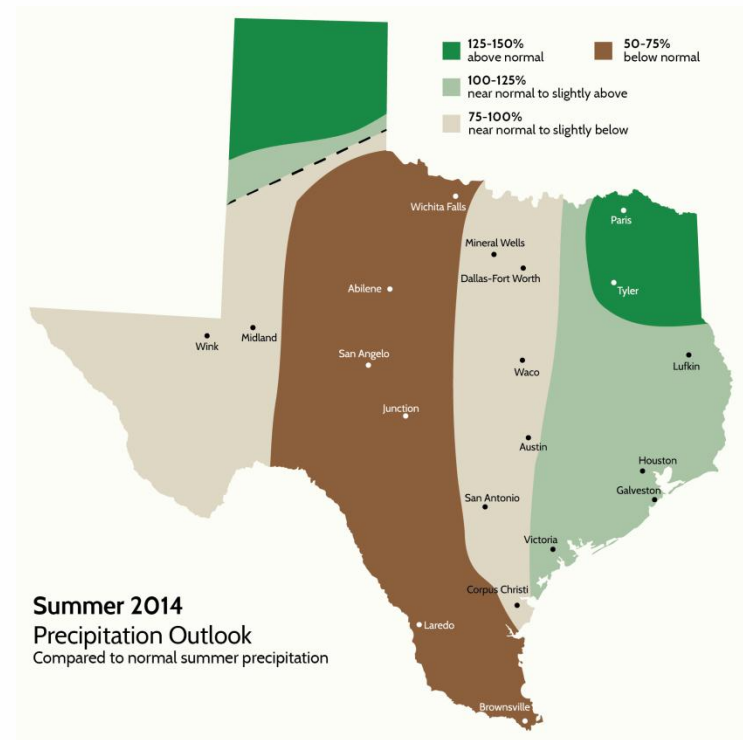 125-150%
above normal
50-75%
below normal
100-125%
near normal to slightly above
75-100%
near normal to slightly below
Wichita Falls
Paris
Mineral Wells
Dallas-Fort Worth
Abilene
Tyler
Wink
Midland
San Angelo
Lufkin
Waco
Junction
Austin
Houston
San Antonio
Galveston
Victoria
Corpus Christi
Laredo
Brownsville
Summer 2014
Precipitation Outlook
Compared to normal summer precipitation